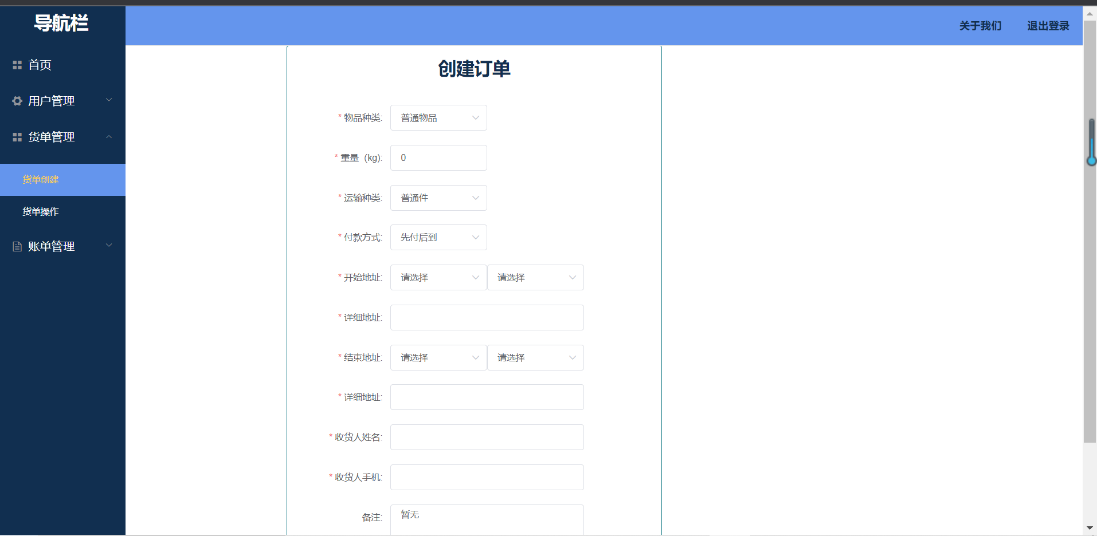 导航栏
关于我们 退出登录
首页
用户管理
货单管理
货单创建
货单操作
账单管理
创建订单
* 物品种类: 普通物品
* 重量（kg): 0
* 运输种类: 普通件
* 付款方式: 先付后到
* 开始地址: 请选择 请选择
* 详细地址:
* 结束地址: 请选择 请选择
* 详细地址:
* 收货人姓名:
* 收货人手机:
备注: 暂无